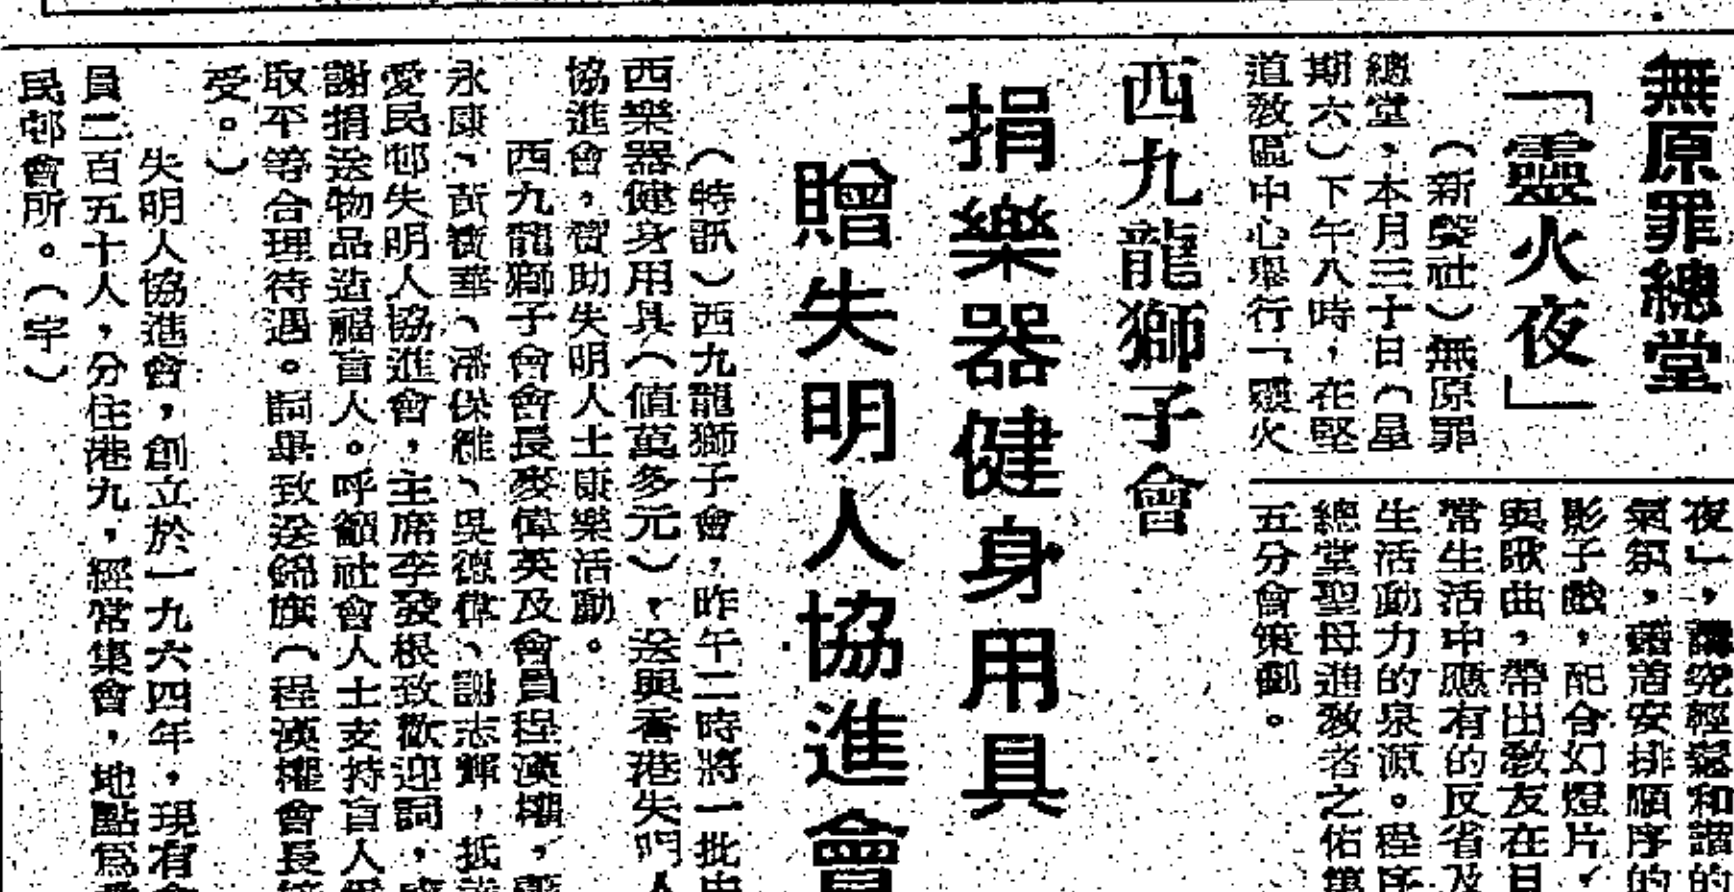 無原罪總堂
「靈火夜」
（新聲社）無原罪
總堂，本月三十日（星
期六）下午八時，在堅
道教區中心舉行「靈火
夜」，講究經驗和諧的
氣氛，藉着安排順序的
影子戲，配合幻燈片，
與歌曲，帶出教友在日
常生活中應有的反省及
生活動力的泉源。程序
總堂聖母進教者之佑集
五分會策劃。
西九龍獅子會
捐樂器健身用具
贈失明人協進會
（特訊）西九龍獅子會，昨午二時將一批中
西樂器健身用具（值萬多元），送與香港失明人
協進會，贊助失明人士康樂活動。
西九龍獅子會會長麥偉英及會員程漢
永康、黃寶華、潘保維、吳德偉、謝志輝，抵
愛民邨失明人協進會，主席李發根致歡迎詞，
謝捐送物品造福盲人。呼籲社會人士支持盲人
取平等合理待遇。詞畢致送錦旗（程漢權會長
受。）
失明人協進會，創立於一九六四年，現有會
員二百五十人，分住港九，經常集會，地點爲
民邨會所。（宇）